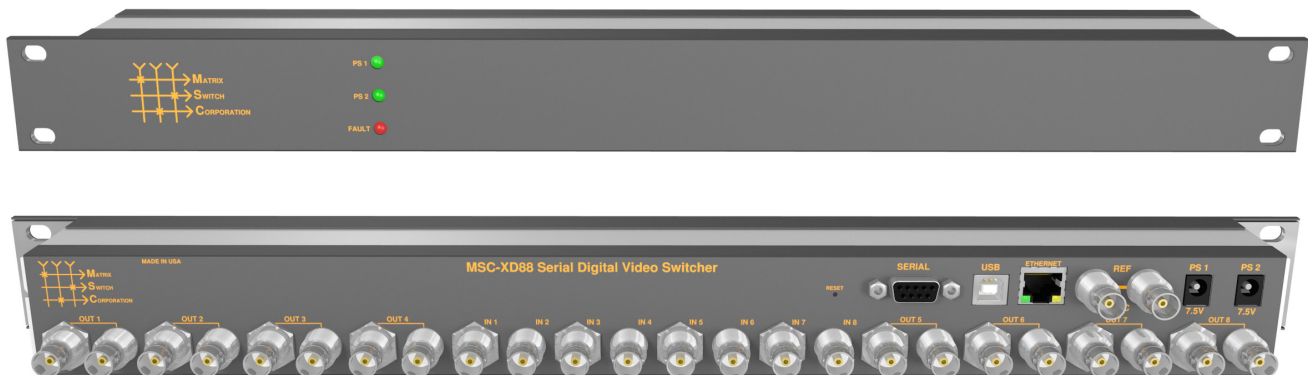 PS 1
MATRIX
SWITCH
PS 2
CORPORATION
FAULT
MADE IN USA
MSC-XD88 Serial Digital Video Switcher
SERIAL
USB
ETHERNET
REF
PS 1
PS 2
MATRIX
SWITCH
CORPORATION
RESET
7.5V
7.5V
OUT 1
OUT 2
OUT 3
OUT 4
IN 1
IN 2
IN 3
IN 4
IN 5
IN 6
IN 7
IN 8
OUT 5
OUT 6
OUT 7
OUT 8